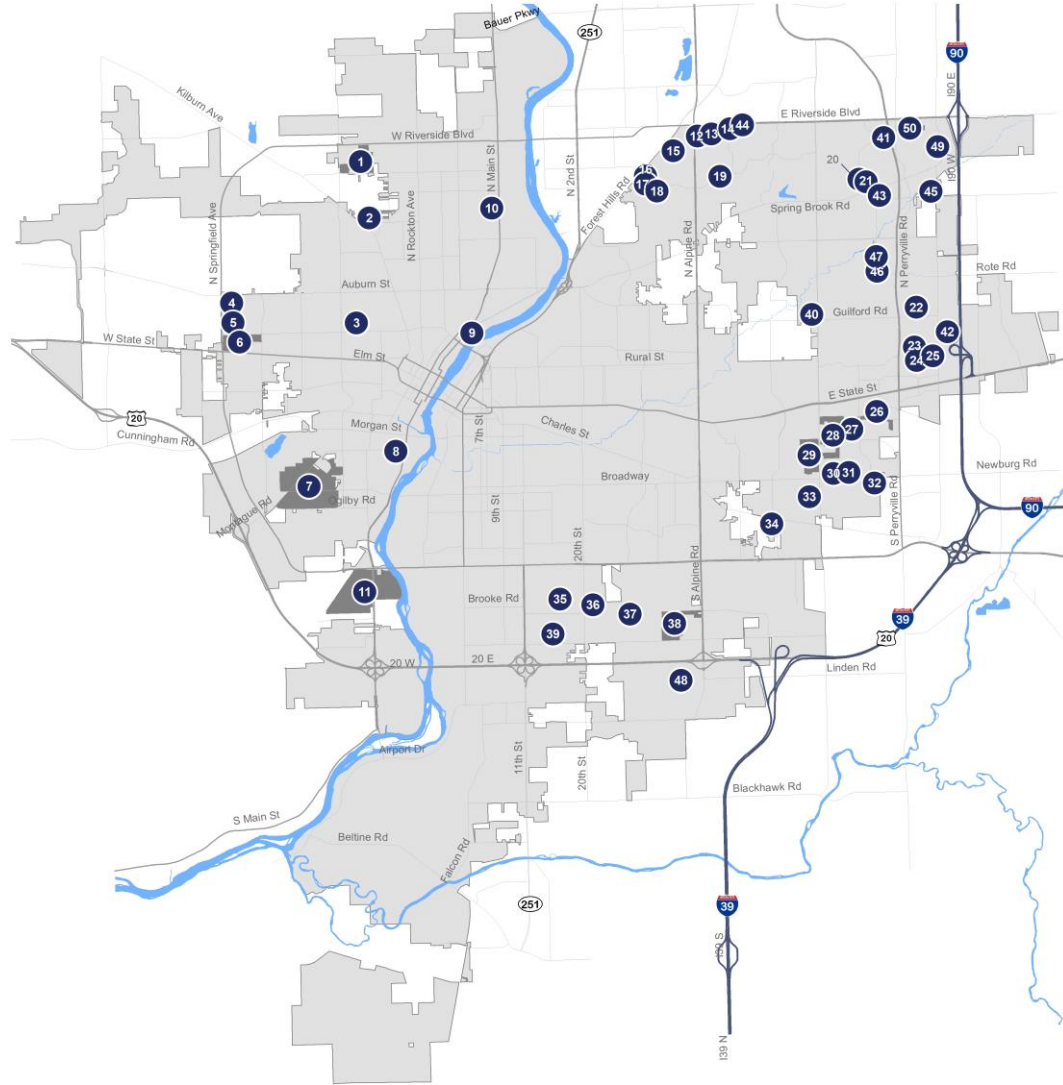 Bauer Pkwy
251
90
I90 E
Kilburn Ave
E Riverside Blvd
W Riverside Blvd
N 2nd St
N Main St
Forest Hills Rd
12
13
14
44
15
41
50
49
I90 W
1
16
17
18
19
20
21
43
45
2
10
N Springfield Ave
N Rockton Ave
N Alpine Rd
Spring Brook Rd
N Perryville Rd
47
46
Rote Rd
Auburn St
4
5
3
9
40
Guilford Rd
22
42
W State St
6
Elm St
Rural St
23
24
25
E State St
20
Cunningham Rd
Morgan St
7th St
Charles St
26
27
28
8
29
Broadway
30
31
32
Newburg Rd
7
Ogilby Rd
Montague Rd
9th St
33
S Perryville Rd
90
34
20th St
S Alpine Rd
11
Brooke Rd
35
36
37
38
39
39
20
20 W
20 E
Linden Rd
48
Airport Dr
11th St
20th St
Blackhawk Rd
S Main St
Beltine Rd
Falcon Rd
251
39
I39 S
I39 N